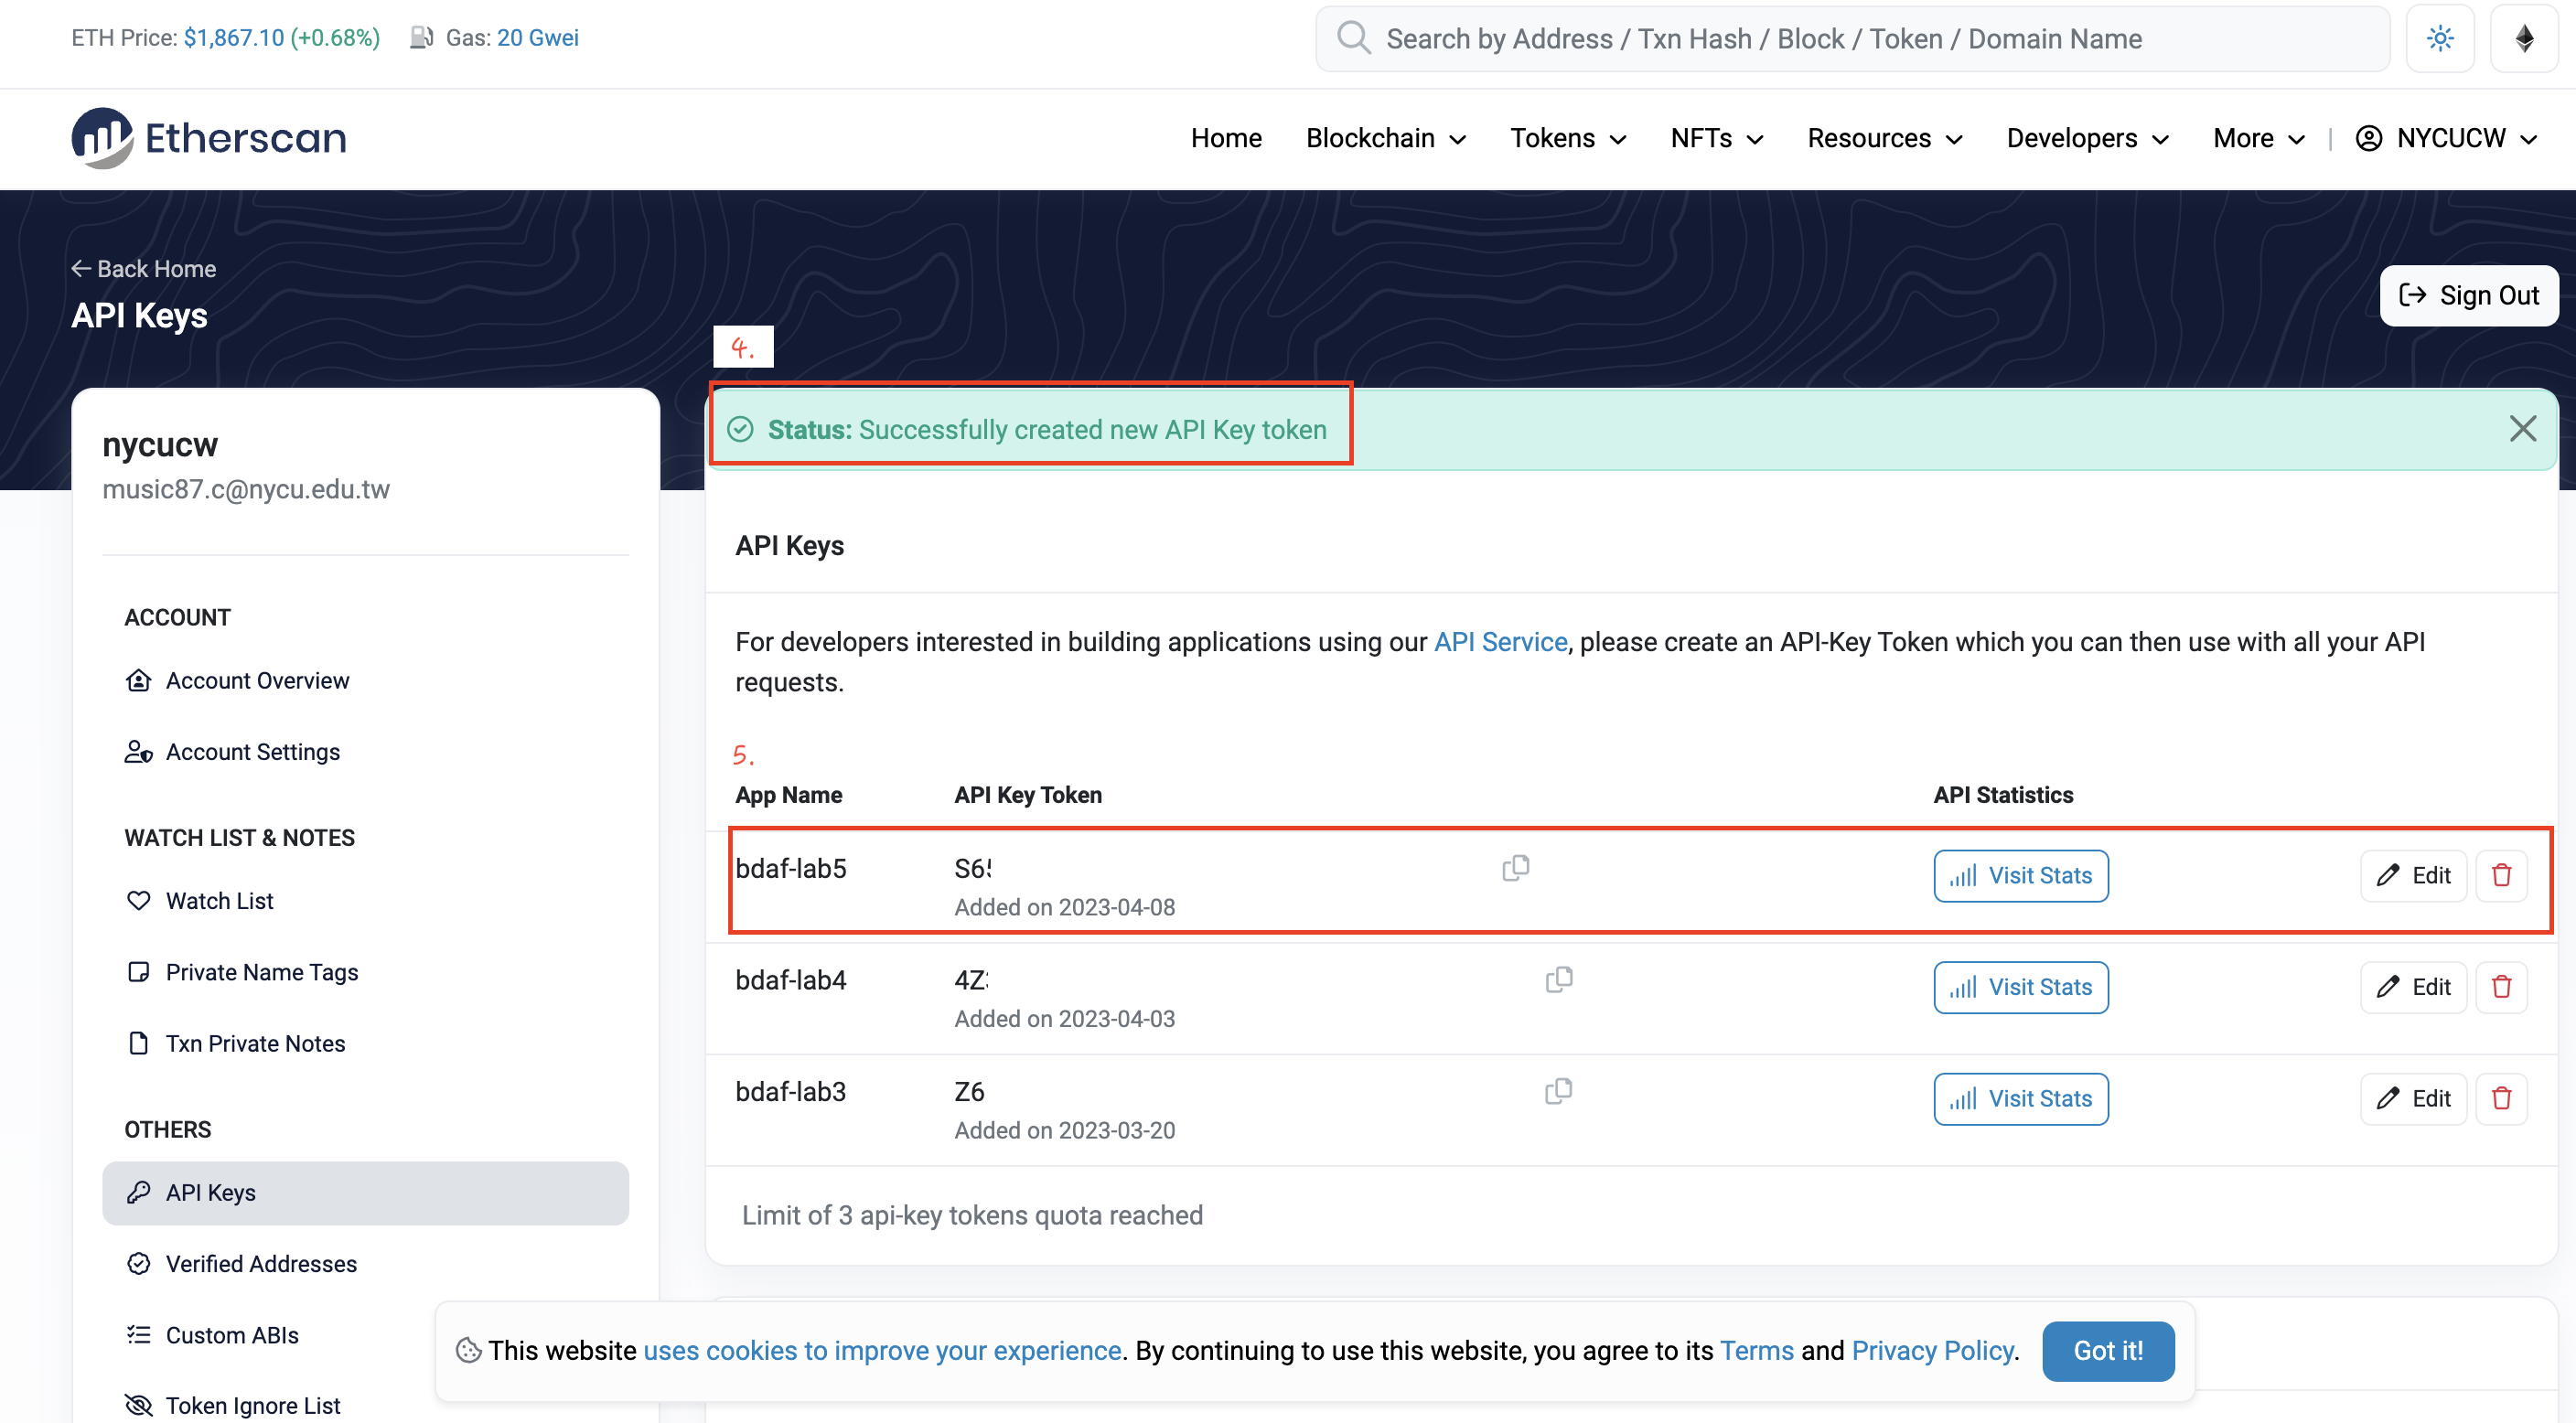 ETH Price: $1,867.10 (+0.68%) Gas: 20 Gwei
Search by Address / Txn Hash / Block / Token / Domain Name
Etherscan
Home Blockchain Tokens NFTs Resources Developers More | NYCUCW
Back Home
API Keys
Sign Out
4.
Status: Successfully created new API Key token
nycucw
music87.c@nycu.edu.tw
ACCOUNT
Account Overview
Account Settings
WATCH LIST & NOTES
Watch List
Private Name Tags
Txn Private Notes
OTHERS
API Keys
Verified Addresses
Custom ABIs
Token Ignore List
API Keys
For developers interested in building applications using our API Service, please create an API-Key Token which you can then use with all your API
requests.
5.
App Name API Key Token API Statistics
bdaf-lab5 S6 Visit Stats Edit
Added on 2023-04-08
bdaf-lab4 4Z Visit Stats Edit
Added on 2023-04-03
bdaf-lab3 Z6 Visit Stats Edit
Added on 2023-03-20
Limit of 3 api-key tokens quota reached
This website uses cookies to improve your experience. By continuing to use this website, you agree to its Terms and Privacy Policy. Got it!